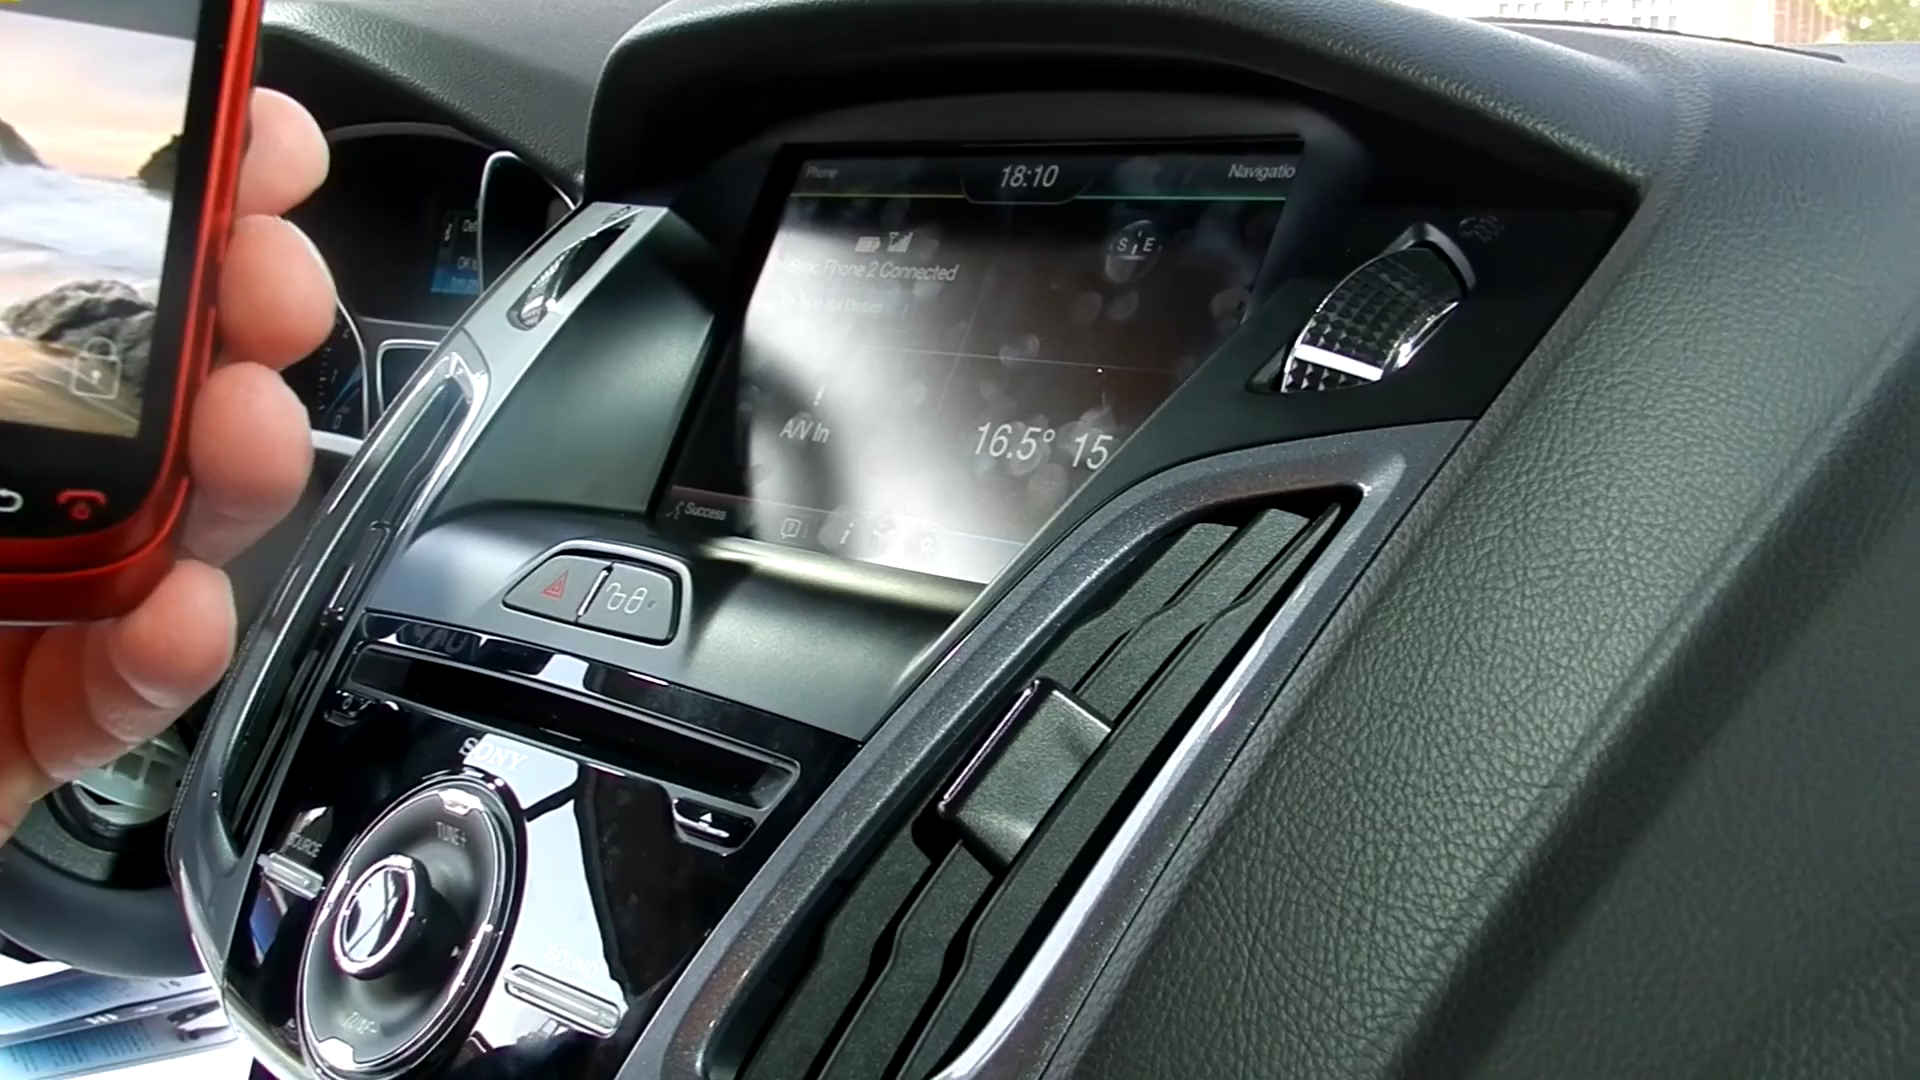 Phone
18:10
Navigatio
S E
Sync Phone 2 Connected
A/V In
16.5° 15
Success
SONY
TUNE+
SOURCE
SOUND
TUNE-